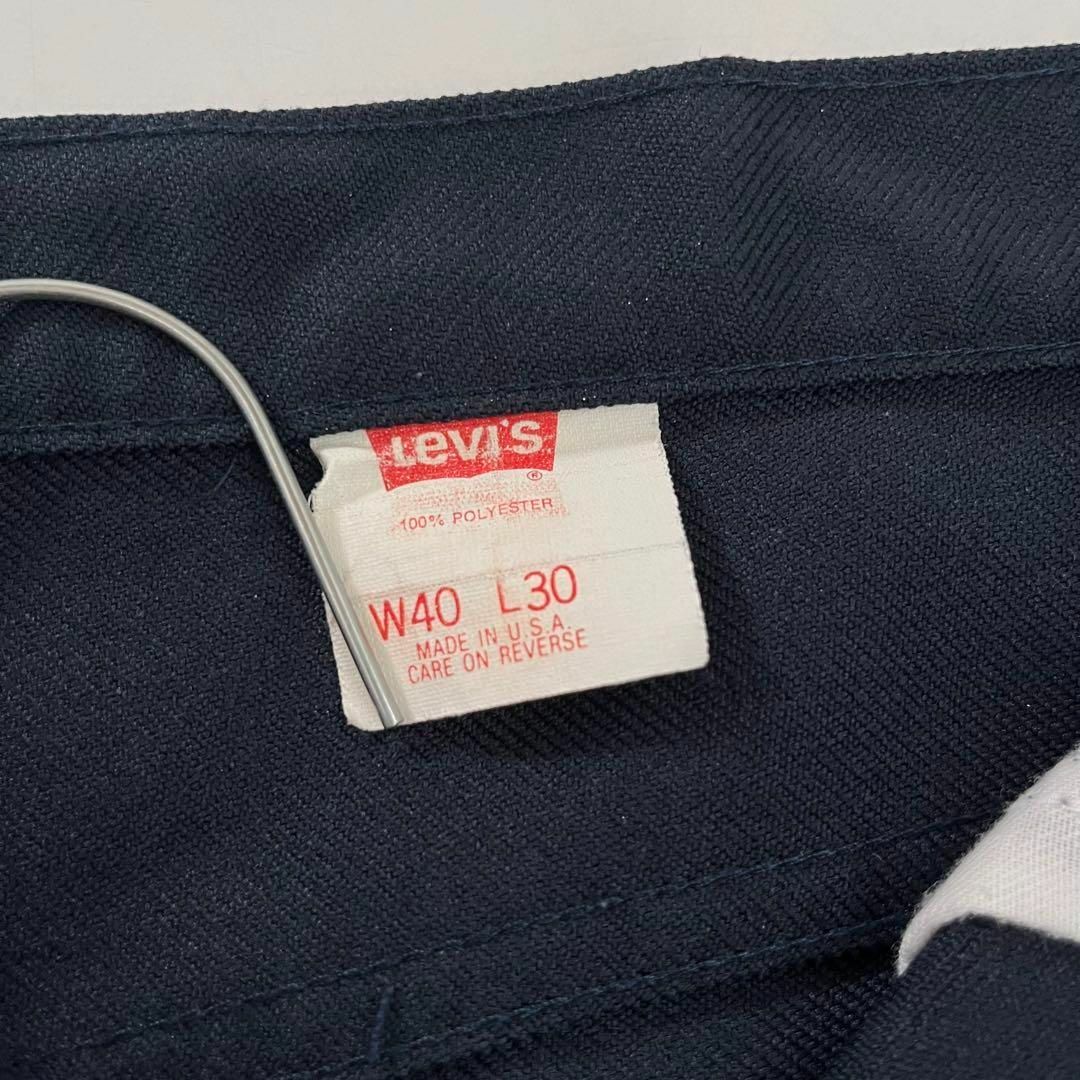 Levi's
®
100% POLYESTER
W40 L30
MADE IN U.S.A.
CARE ON REVERSE